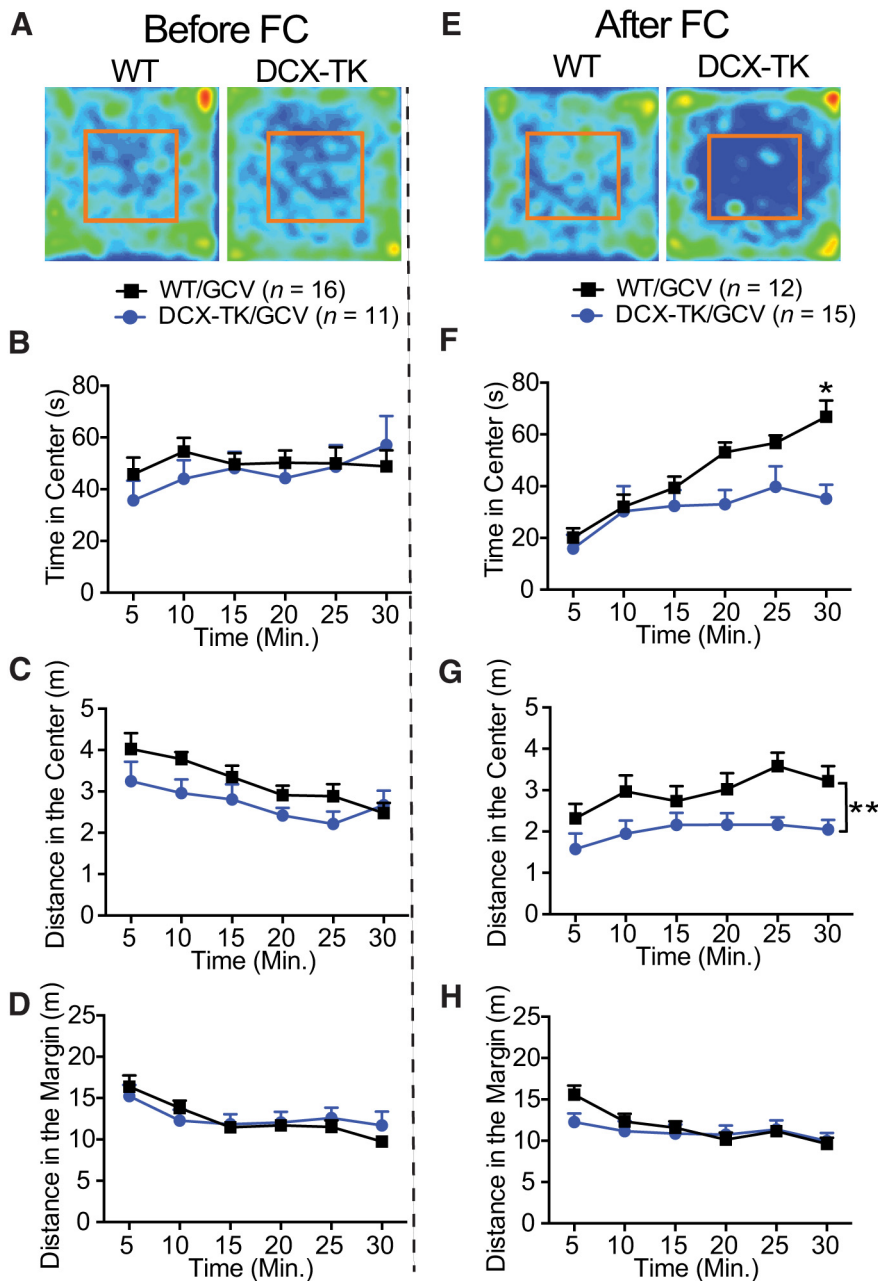 A
Before FC
WT
DCX-TK
WT/GCV (n = 16)
DCX-TK/GCV (n = 11)
B
Time in Center (s)
80
60
40
20
0
5 10 15 20 25 30
Time (Min.)
C
Distance in the Center (m)
5
4
3
2
1
0
5 10 15 20 25 30
Time (Min.)
D
Distance in the Margin (m)
25
20
15
10
5
0
5 10 15 20 25 30
Time (Min.)
E
After FC
WT
DCX-TK
WT/GCV (n = 12)
DCX-TK/GCV (n = 15)
F
Time in Center (s)
80
60
40
20
0
*
5 10 15 20 25 30
Time (Min.)
G
Distance in the Center (m)
5
4
3
2
1
0
**
5 10 15 20 25 30
Time (Min.)
H
Distance in the Margin (m)
25
20
15
10
5
0
5 10 15 20 25 30
Time (Min.)